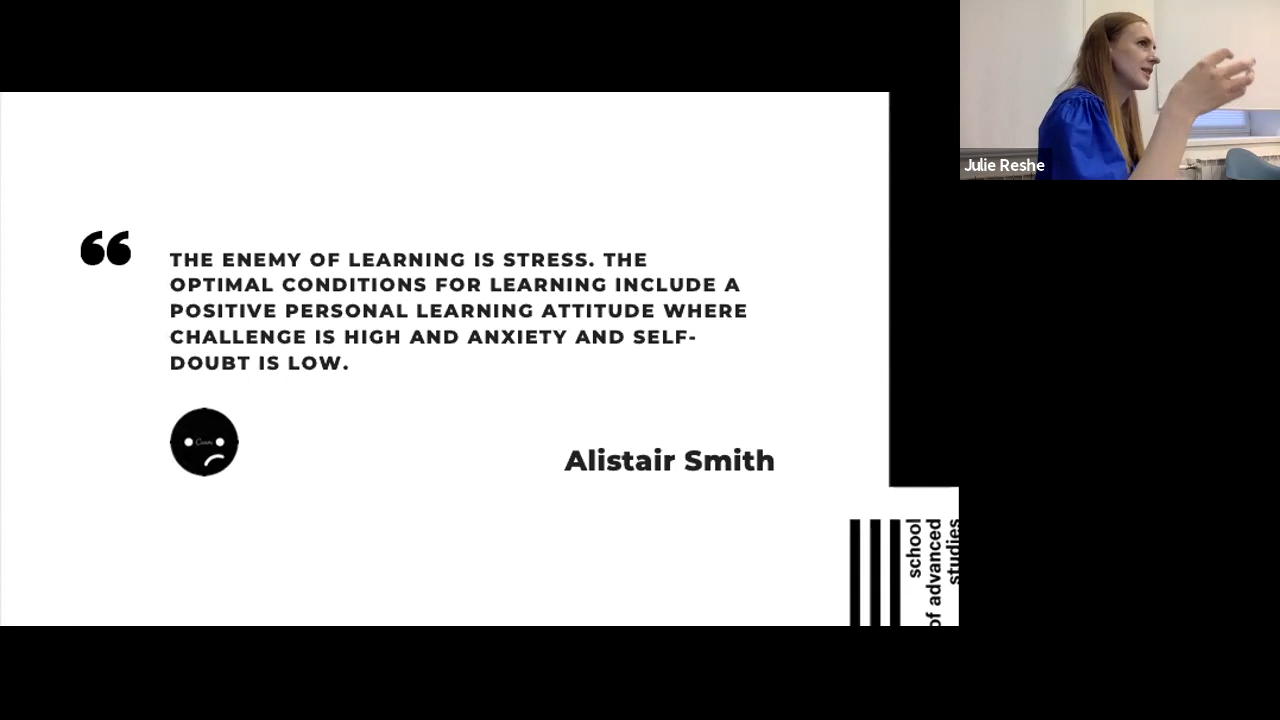 Julie Reshe
“
THE ENEMY OF LEARNING IS STRESS. THE
OPTIMAL CONDITIONS FOR LEARNING INCLUDE A
POSITIVE PERSONAL LEARNING ATTITUDE WHERE
CHALLENGE IS HIGH AND ANXIETY AND SELF-
DOUBT IS LOW.
Canva
Alistair Smith
school
of advanced
studies